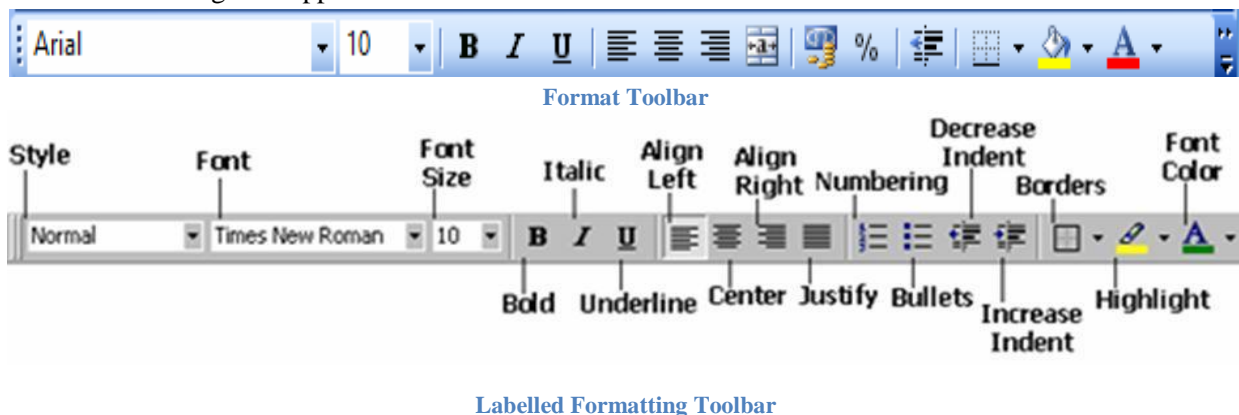 Arial 10 B I U % A
Format Toolbar
Style Font Font Size Italic Align Left Align Right Numbering Decrease Indent Borders Font Color
Normal Times New Roman 10 B I U A
Bold Underline Center Justify Bullets Increase Indent Highlight
Labelled Formatting Toolbar